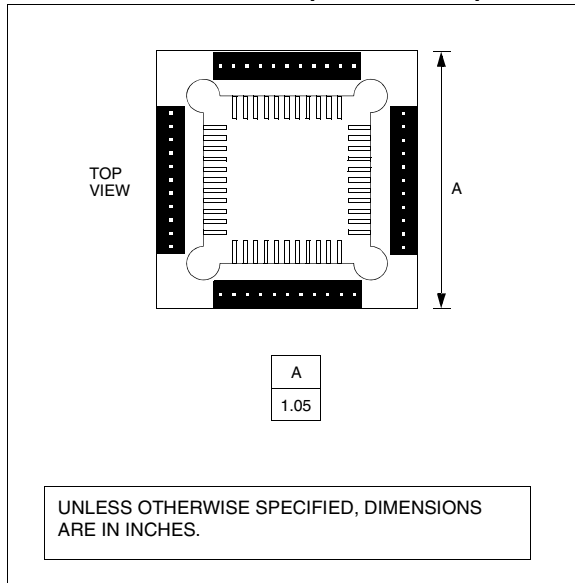 TOP
VIEW
A
A
1.05
UNLESS OTHERWISE SPECIFIED, DIMENSIONS
ARE IN INCHES.